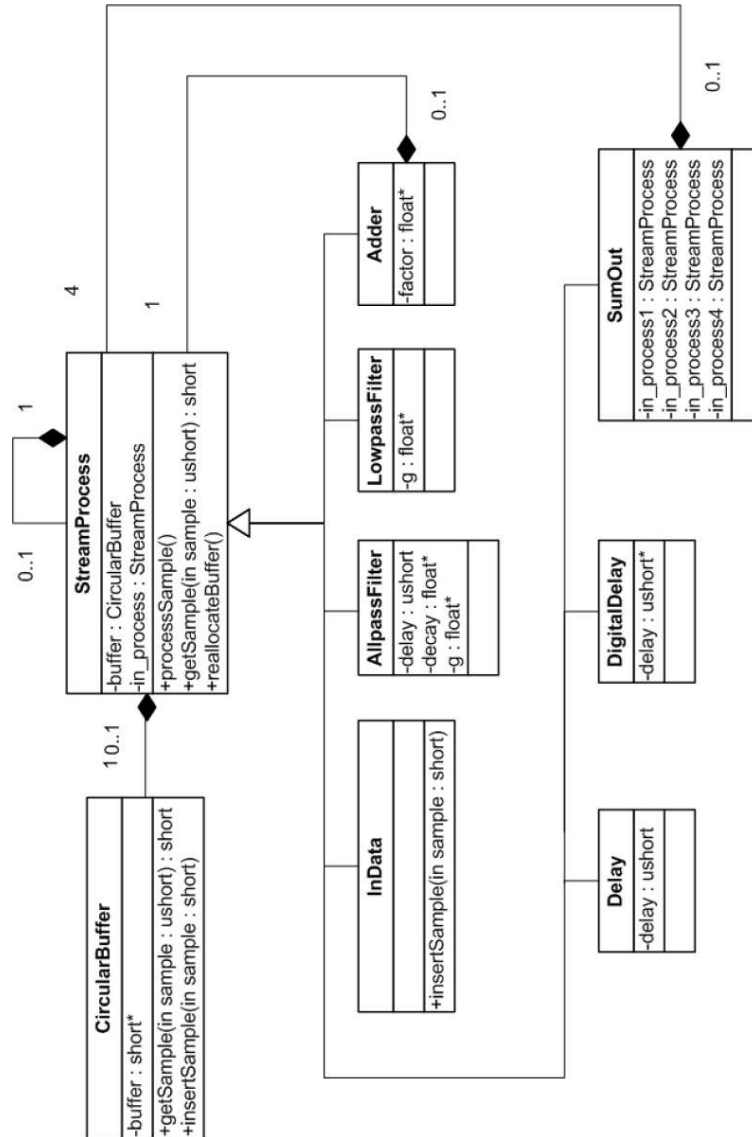 CircularBuffer
-buffer : short*
+getSample(in sample : ushort) : short
+insertSample(in sample : short)
1
0..1
StreamProcess
-buffer : CircularBuffer
-in_process : StreamProcess
+processSample()
+getSample(in sample : ushort) : short
+reallocateBuffer()
0..1
1
1
4
InData
+insertSample(in sample : short)
AllpassFilter
-delay : ushort
-decay : float*
-g : float*
LowpassFilter
-g : float*
Adder
-factor : float*
0..1
Delay
-delay : ushort
DigitalDelay
-delay : ushort*
SumOut
-in_process1 : StreamProcess
-in_process2 : StreamProcess
-in_process3 : StreamProcess
-in_process4 : StreamProcess
0..1